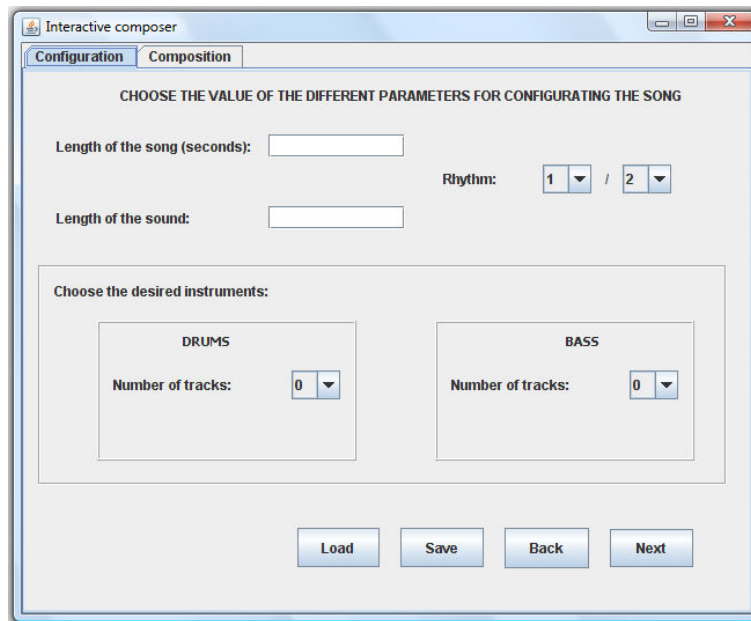 Interactive composer
Configuration Composition
CHOOSE THE VALUE OF THE DIFFERENT PARAMETERS FOR CONFIGURATING THE SONG
Length of the song (seconds):
Rhythm: 1 / 2
Length of the sound:
Choose the desired instruments:
DRUMS BASS
Number of tracks: 0 Number of tracks: 0
Load Save Back Next